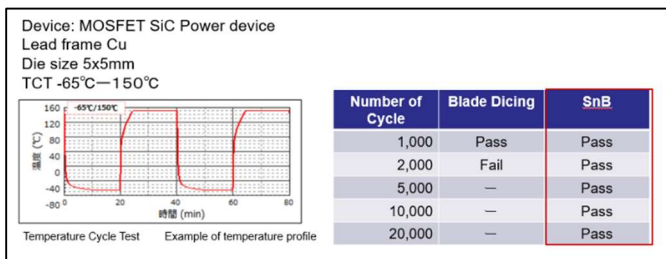 Device: MOSFET SiC Power device
Lead frame Cu
Die size 5x5mm
TCT -65℃—150℃
-65℃/150℃
温度 (℃)
160
120
80
40
0
-40
-80
0 20 40 60 80
時間 (min)
Temperature Cycle Test Example of temperature profile
Number of Cycle Blade Dicing SnB
1,000 Pass Pass
2,000 Fail Pass
5,000 — Pass
10,000 — Pass
20,000 — Pass